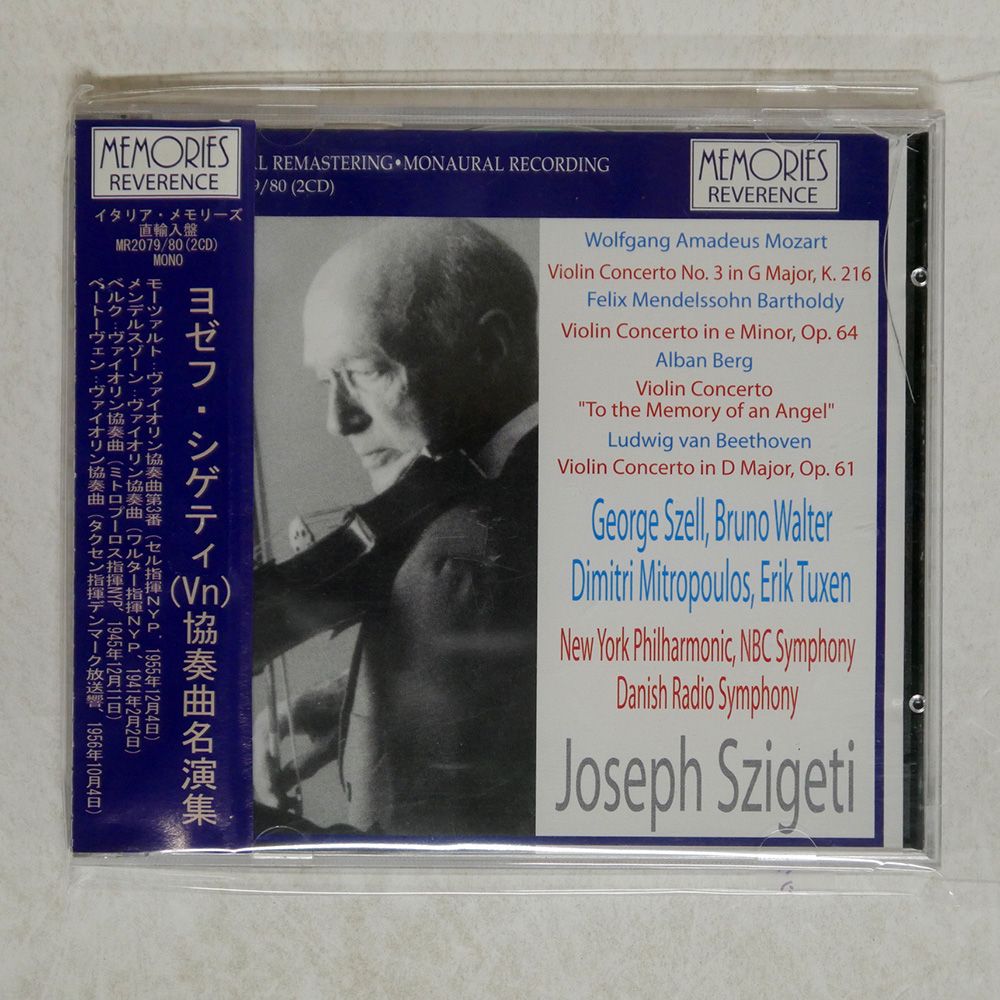 MEMORIES
REVERENCE
イタリア・メモリーズ
直輸入盤
MR2079/80(2CD)
MONO
ヨゼフ・シゲティ(Vn)協奏曲名演集
モーツァルト:ヴァイオリン協奏曲第3番(セル指揮NYP、1955年12月4日)
メンデルスゾーン:ヴァイオリン協奏曲(ワルター指揮NYP、1941年2月2日)
ベルク:ヴァイオリン協奏曲(ミトロプーロス指揮NYP、1945年12月11日)
ベートーヴェン:ヴァイオリン協奏曲(タクセン指揮デンマーク放送響、1956年10月4日)
AL REMASTERING•MONAURAL RECORDING
9/80 (2CD)
MEMORIES
REVERENCE
Wolfgang Amadeus Mozart
Violin Concerto No. 3 in G Major, K. 216
Felix Mendelssohn Bartholdy
Violin Concerto in e Minor, Op. 64
Alban Berg
Violin Concerto
"To the Memory of an Angel"
Ludwig van Beethoven
Violin Concerto in D Major, Op. 61
George Szell, Bruno Walter
Dimitri Mitropoulos, Erik Tuxen
New York Philharmonic, NBC Symphony
Danish Radio Symphony
Joseph Szigeti